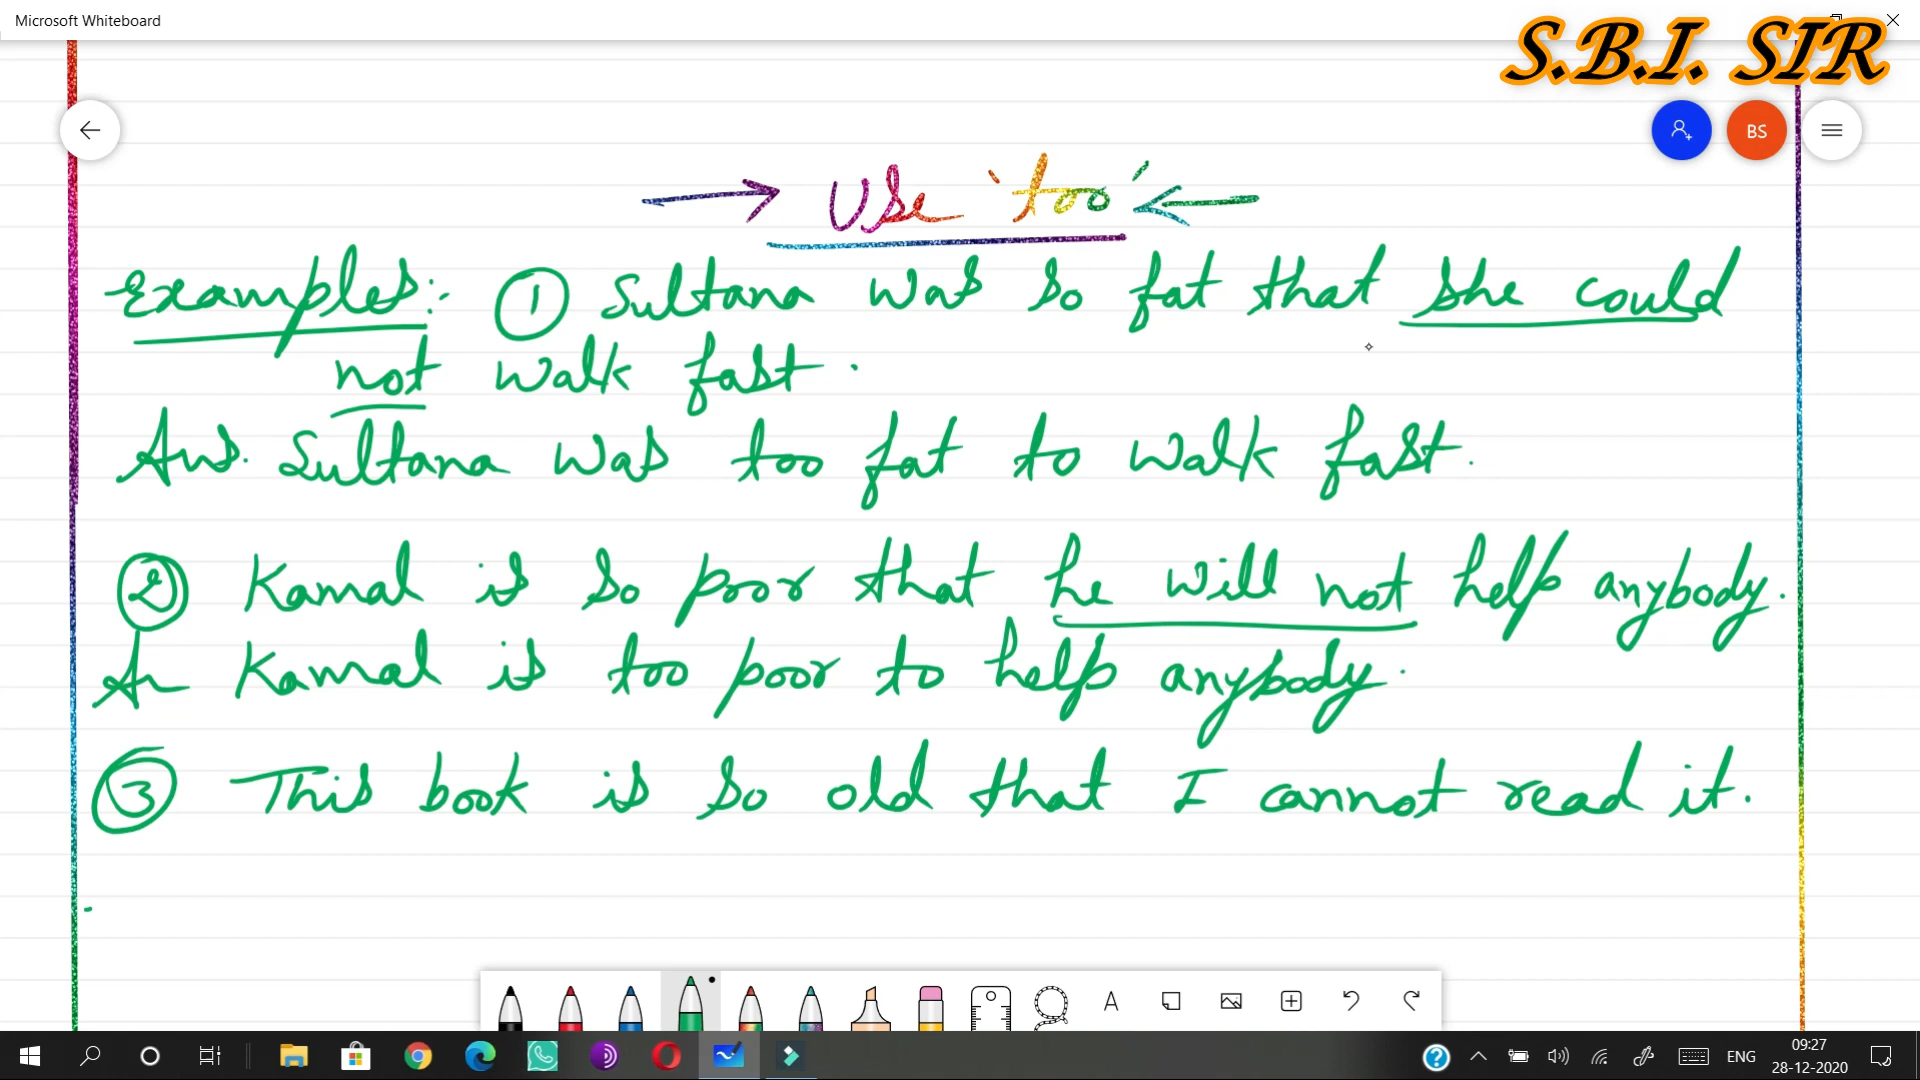 Microsoft Whiteboard
S.B.I. SIR
BS
Use 'too'
Examples: ① Sultana was so fat that she could
not walk fast.
Ans. Sultana was too fat to walk fast.
② Kamal is so poor that he will not help anybody.
An Kamal is too poor to help anybody.
③ This book is so old that I cannot read it.
ENG
09:27
28-12-2020